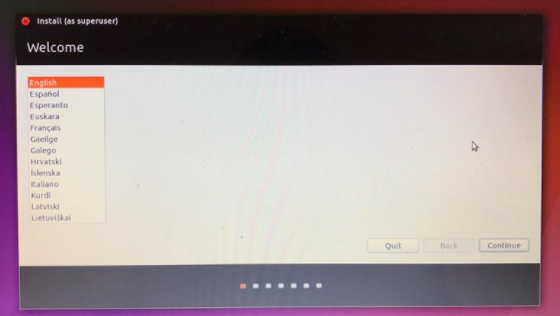 Install (as superuser)
Welcome
English
Español
Esperanto
Euskara
Français
Gaeilge
Galego
Hrvatski
Íslenska
Italiano
Kurdî
Latviski
Lietuviškai
Quit
Back
Continue